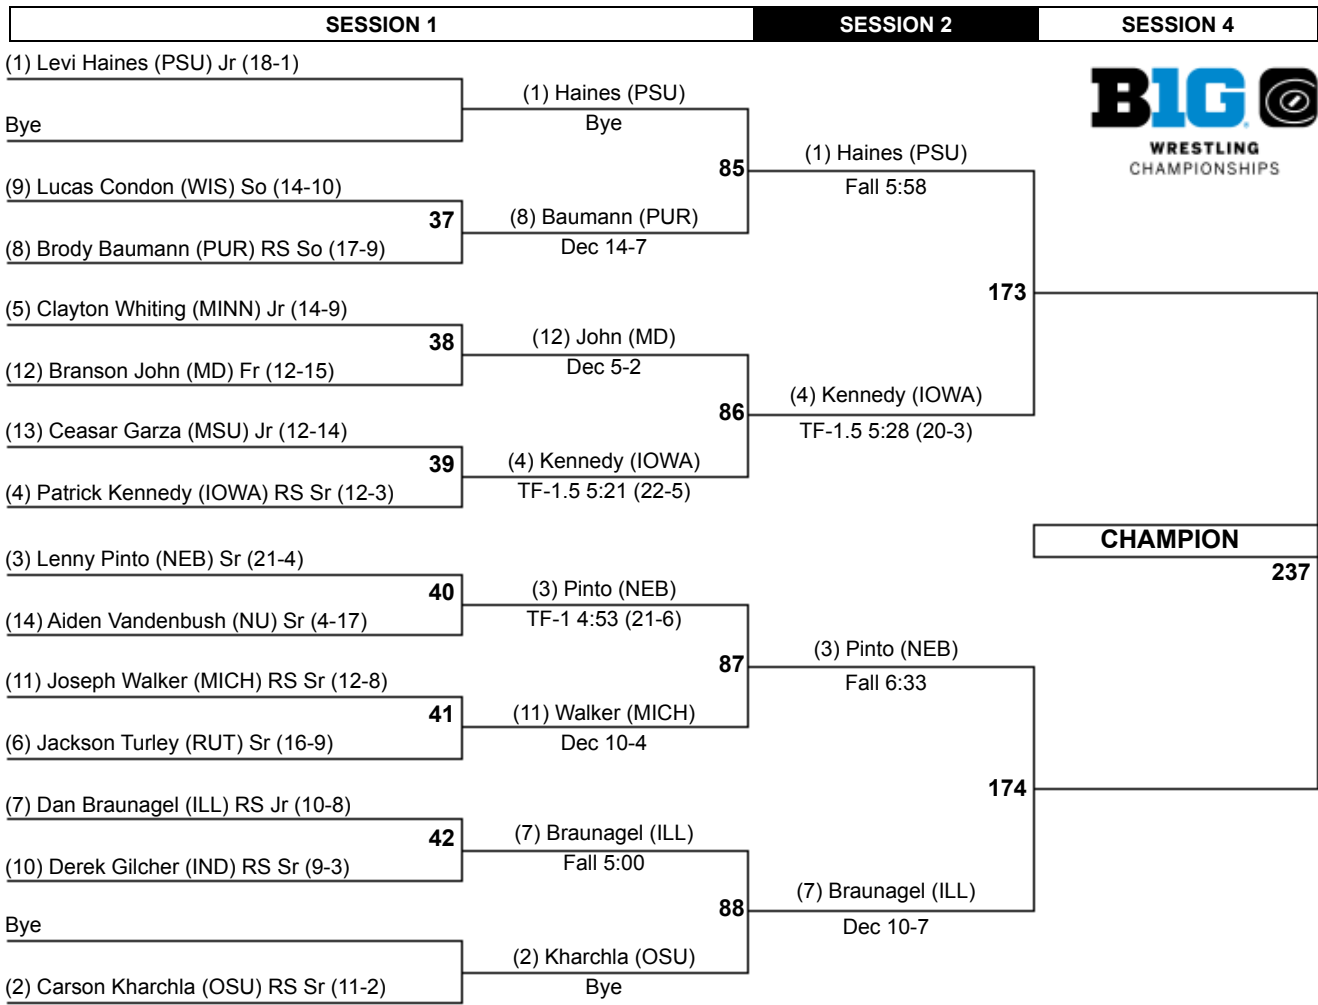 SESSION 1
SESSION 2
SESSION 4
(1) Levi Haines (PSU) Jr (18-1)
Bye
(9) Lucas Condon (WIS) So (14-10)
37
(8) Brody Baumann (PUR) RS So (17-9)
(5) Clayton Whiting (MINN) Jr (14-9)
38
(12) Branson John (MD) Fr (12-15)
(13) Ceasar Garza (MSU) Jr (12-14)
39
(4) Patrick Kennedy (IOWA) RS Sr (12-3)
(3) Lenny Pinto (NEB) Sr (21-4)
40
(14) Aiden Vandenbush (NU) Sr (4-17)
(11) Joseph Walker (MICH) RS Sr (12-8)
41
(6) Jackson Turley (RUT) Sr (16-9)
(7) Dan Braunagel (ILL) RS Jr (10-8)
42
(10) Derek Gilcher (IND) RS Sr (9-3)
Bye
(2) Carson Kharchla (OSU) RS Sr (11-2)
(1) Haines (PSU)
Bye
85
(8) Baumann (PUR)
Dec 14-7
(12) John (MD)
Dec 5-2
86
(4) Kennedy (IOWA)
TF-1.5 5:21 (22-5)
(3) Pinto (NEB)
TF-1 4:53 (21-6)
87
(11) Walker (MICH)
Dec 10-4
(7) Braunagel (ILL)
Fall 5:00
88
(2) Kharchla (OSU)
Bye
(1) Haines (PSU)
Fall 5:58
173
(4) Kennedy (IOWA)
TF-1.5 5:28 (20-3)
(3) Pinto (NEB)
Fall 6:33
174
(7) Braunagel (ILL)
Dec 10-7
B1G
WRESTLING
CHAMPIONSHIPS
CHAMPION
237